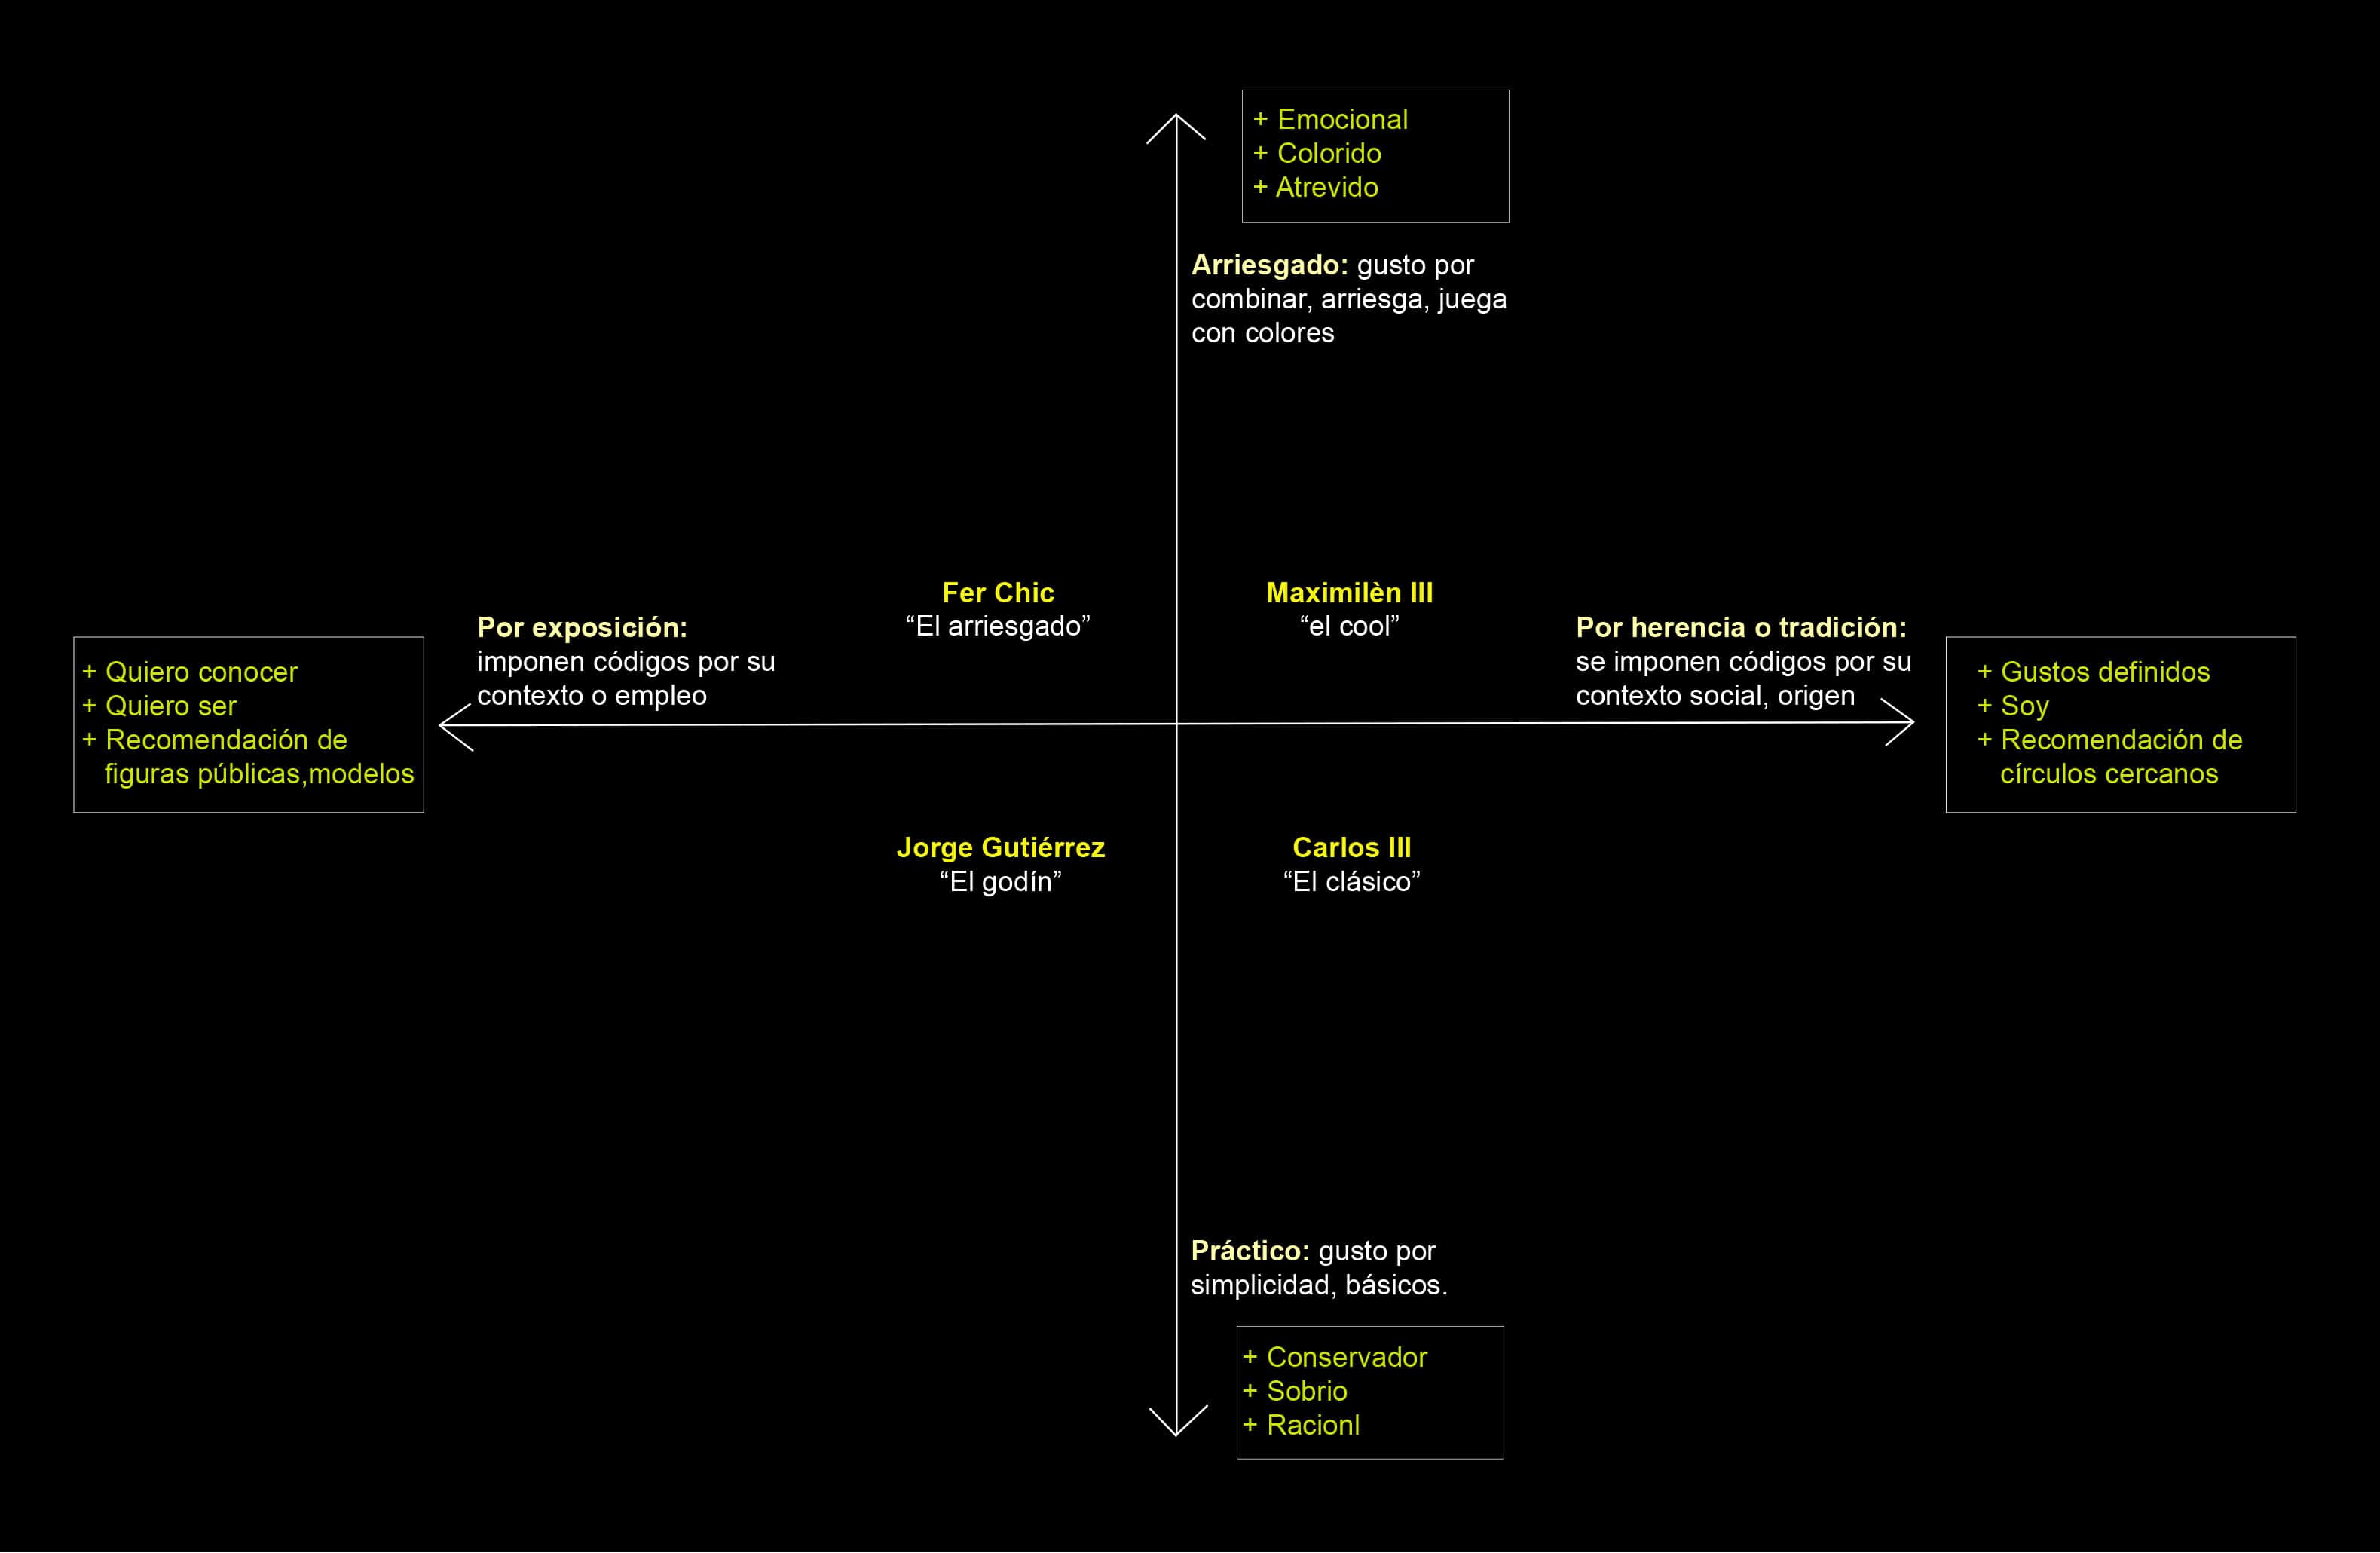 + Emocional
+ Colorido
+ Atrevido
Arriesgado: gusto por
combinar, arriesga, juega
con colores
Fer Chic
“El arriesgado”
Maximilèn III
“el cool”
Por exposición:
imponen códigos por su
contexto o empleo
Por herencia o tradición:
se imponen códigos por su
contexto social, origen
+ Quiero conocer
+ Quiero ser
+ Recomendación de
figuras públicas,modelos
+ Gustos definidos
+ Soy
+ Recomendación de
círculos cercanos
Jorge Gutiérrez
“El godín”
Carlos III
“El clásico”
Práctico: gusto por
simplicidad, básicos.
+ Conservador
+ Sobrio
+ Racionl